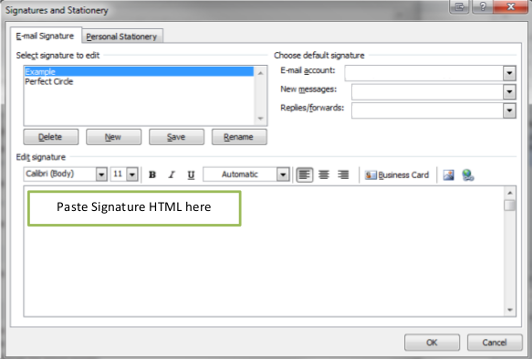 Signatures and Stationery
E-mail Signature Personal Stationery
Select signature to edit
Example
Perfect Circle
Delete New Save Rename
Choose default signature
E-mail account:
New messages:
Replies/forwards:
Edit signature
Calibri (Body) 11 B I U Automatic Business Card
Paste Signature HTML here
OK Cancel